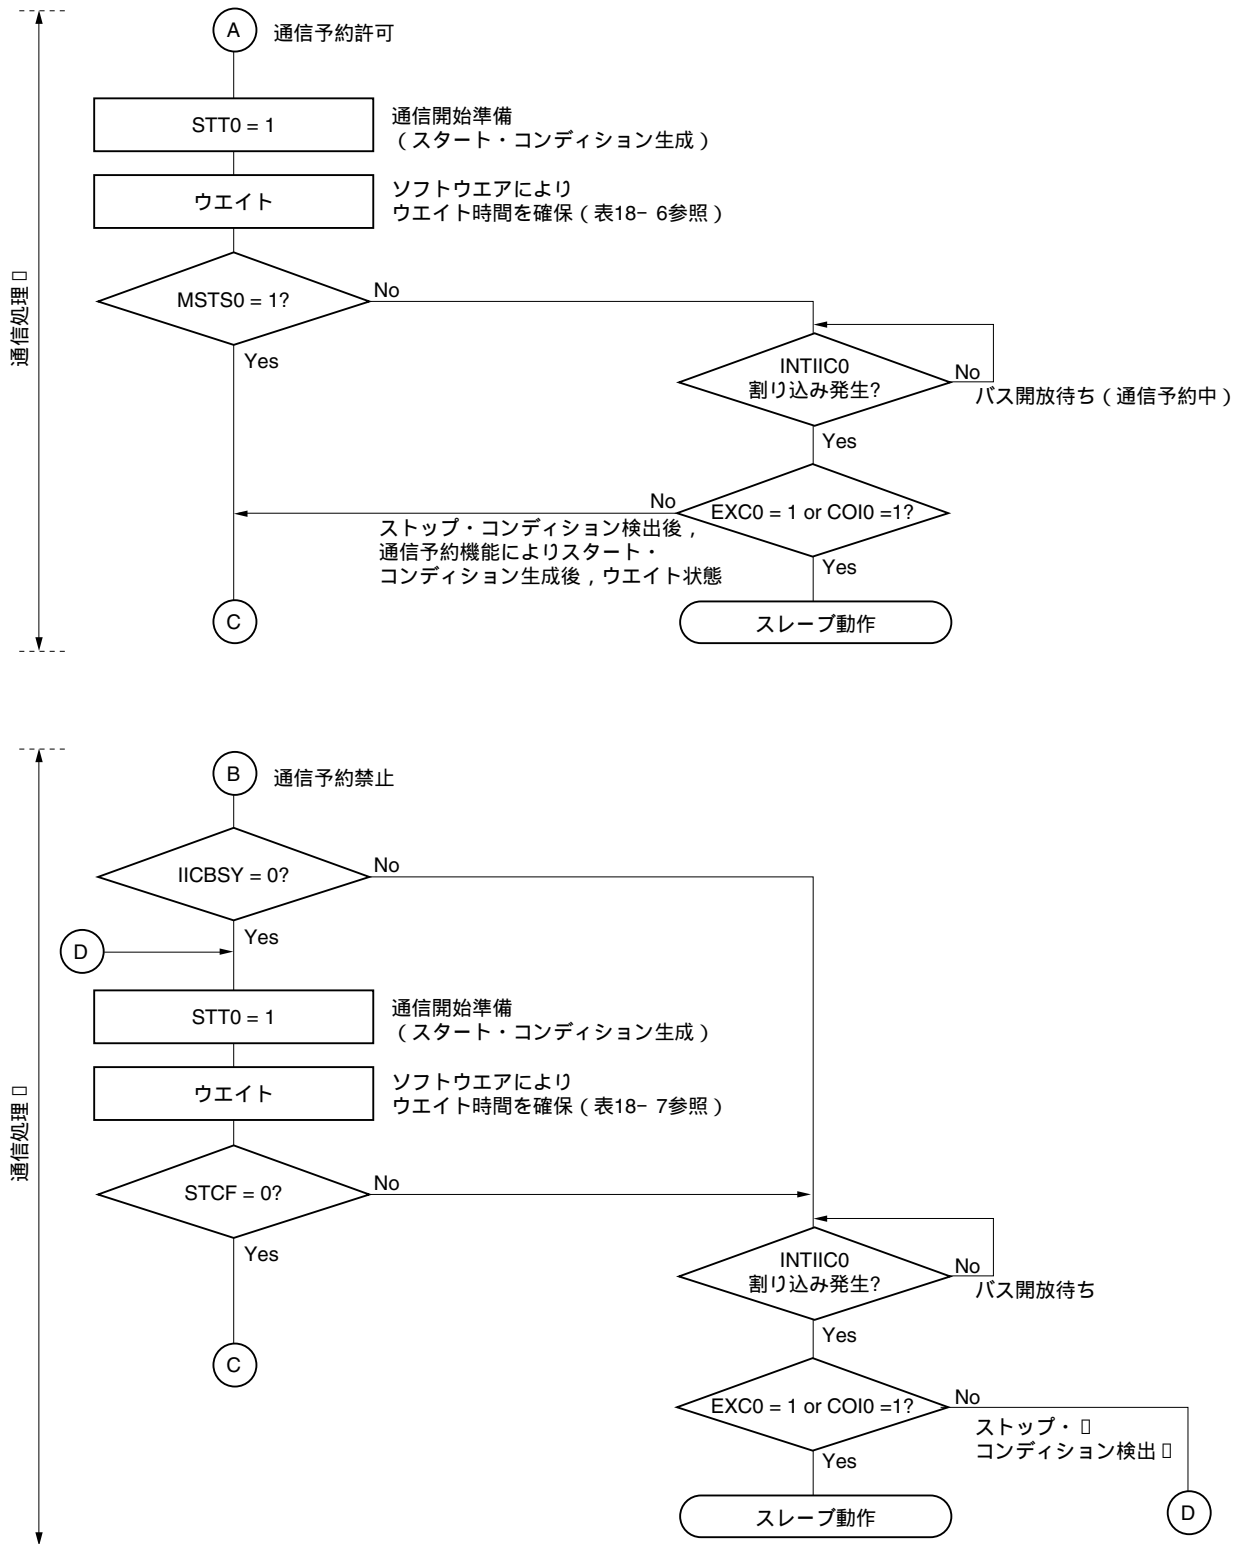 A 通信予約許可
STT0 = 1
通信開始準備
（スタート・コンディション生成）
ウエイト
ソフトウエアにより
ウエイト時間を確保（表18− 6参照）
MSTS0 = 1?
No
Yes
INTIIC0
割り込み発生?
No
バス開放待ち（通信予約中）
Yes
EXC0 = 1 or COI0 =1?
No
ストップ・コンディション検出後，
通信予約機能によりスタート・
コンディション生成後，ウエイト状態
Yes
C
スレーブ動作
通信処理
B 通信予約禁止
IICBSY = 0?
No
Yes
D
STT0 = 1
通信開始準備
（スタート・コンディション生成）
ウエイト
ソフトウエアにより
ウエイト時間を確保（表18− 7参照）
STCF = 0?
No
Yes
INTIIC0
割り込み発生?
No
バス開放待ち
Yes
C
EXC0 = 1 or COI0 =1?
No
ストップ・
コンディション検出
Yes
スレーブ動作
D
通信処理